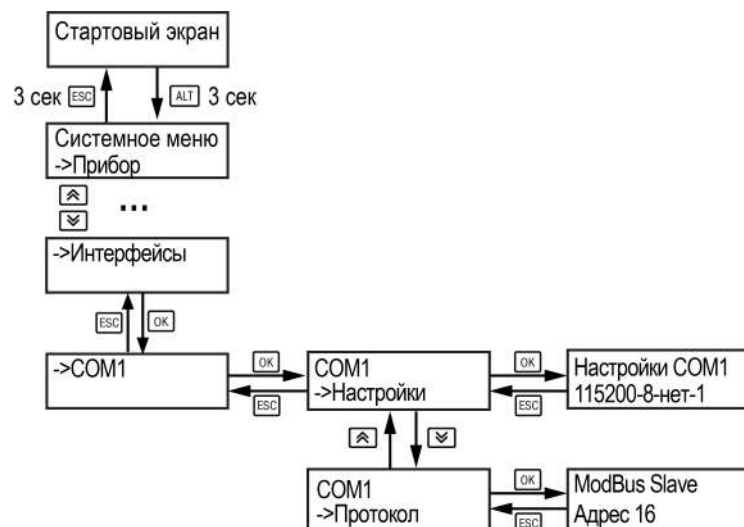 Стартовый экран
3 сек ESC ALT 3 сек
Системное меню
->Прибор
...
->Интерфейсы
ESC OK
->COM1
OK
ESC
COM1
->Настройки
OK
ESC
Настройки COM1
115200-8-нет-1
COM1
->Протокол
OK
ESC
ModBus Slave
Адрес 16